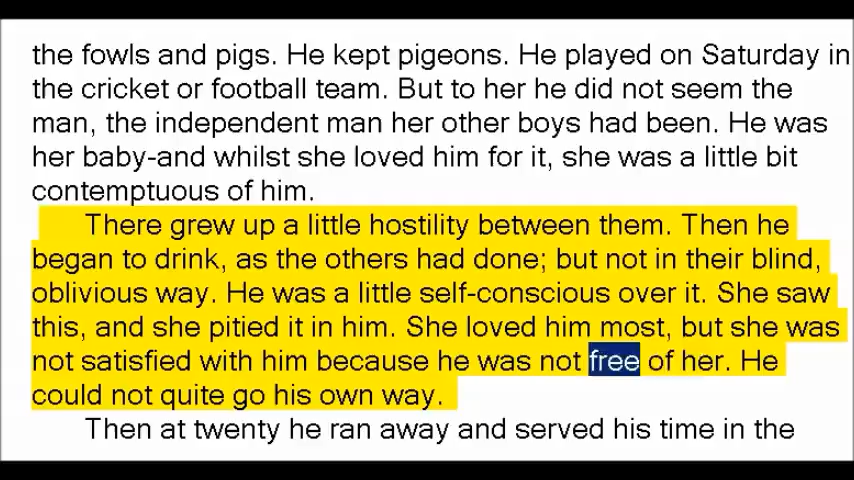 the fowls and pigs. He kept pigeons. He played on Saturday in
the cricket or football team. But to her he did not seem the
man, the independent man her other boys had been. He was
her baby-and whilst she loved him for it, she was a little bit
contemptuous of him.
There grew up a little hostility between them. Then he
began to drink, as the others had done; but not in their blind,
oblivious way. He was a little self-conscious over it. She saw
this, and she pitied it in him. She loved him most, but she was
not satisfied with him because he was not free of her. He
could not quite go his own way.
Then at twenty he ran away and served his time in the